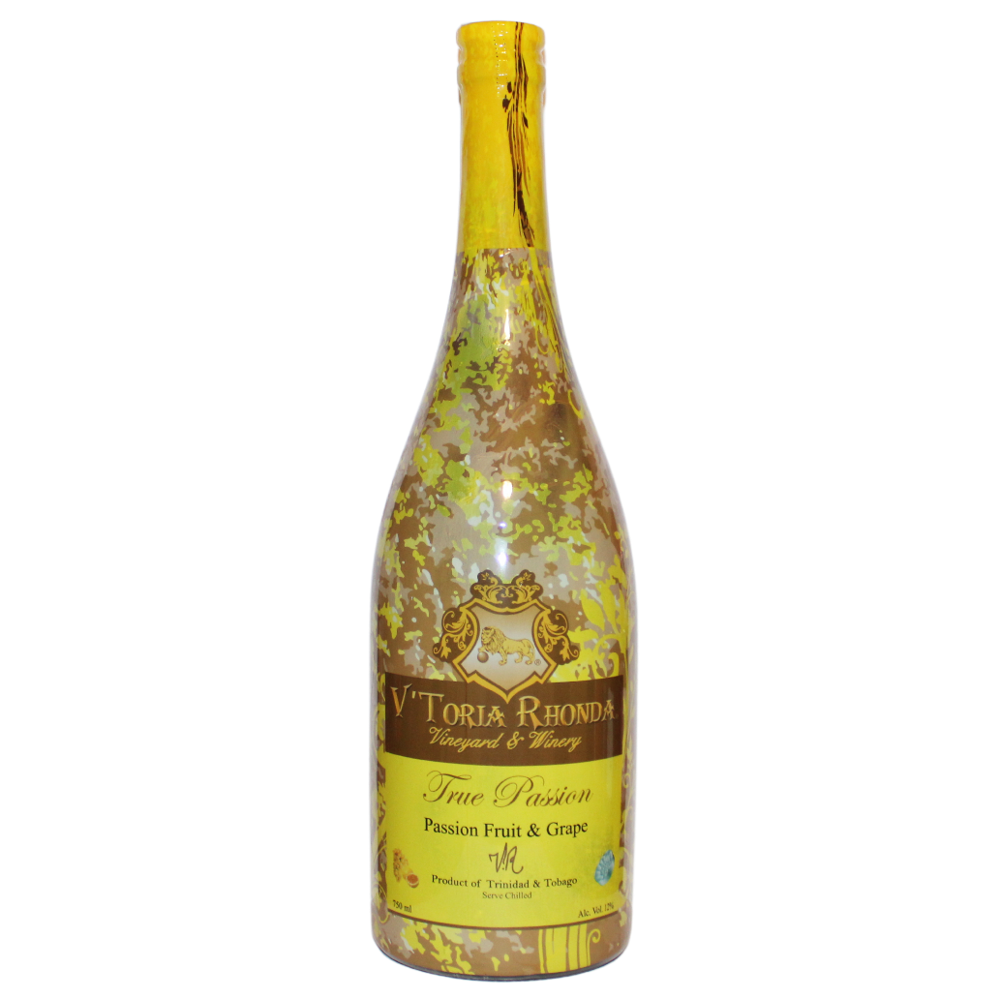 ®
V'Toria Rhonda
Vineyard & Winery
True Passion
Passion Fruit & Grape
V.R
Product of Trinidad & Tobago
Serve Chilled
750 ml Alc. Vol. 12%